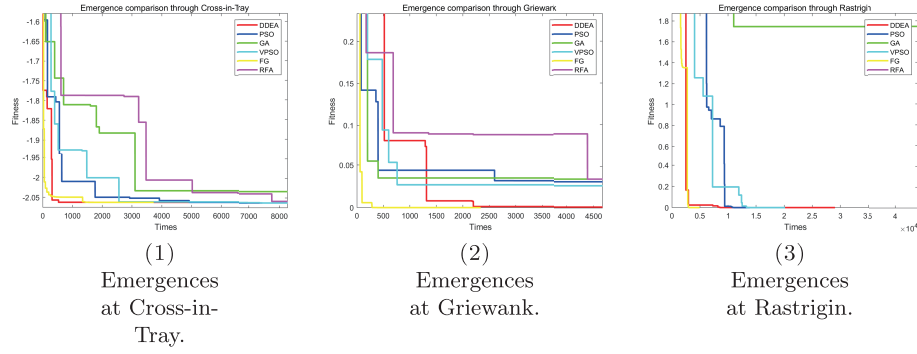 Emergence comparison through Cross-in-Tray
-1.6
-1.65
-1.7
-1.75
-1.8
-1.85
-1.9
-1.95
-2
-2.05
Fitness
0 1000 2000 3000 4000 5000 6000 7000 8000
Times
DDEA
PSO
GA
VPSO
FG
RFA
(1)
Emergences
at Cross-in-
Tray.
Emergence comparison through Griewank
0.2
0.15
0.1
0.05
0
Fitness
0 500 1000 1500 2000 2500 3000 3500 4000 4500
Times
DDEA
PSO
GA
VPSO
FG
RFA
(2)
Emergences
at Griewank.
Emergence comparison through Rastrigin
1.8
1.6
1.4
1.2
1
0.8
0.6
0.4
0.2
0
Fitness
0 0.5 1 1.5 2 2.5 3 3.5 4
Times
×10⁴
DDEA
PSO
GA
VPSO
FG
RFA
(3)
Emergences
at Rastrigin.